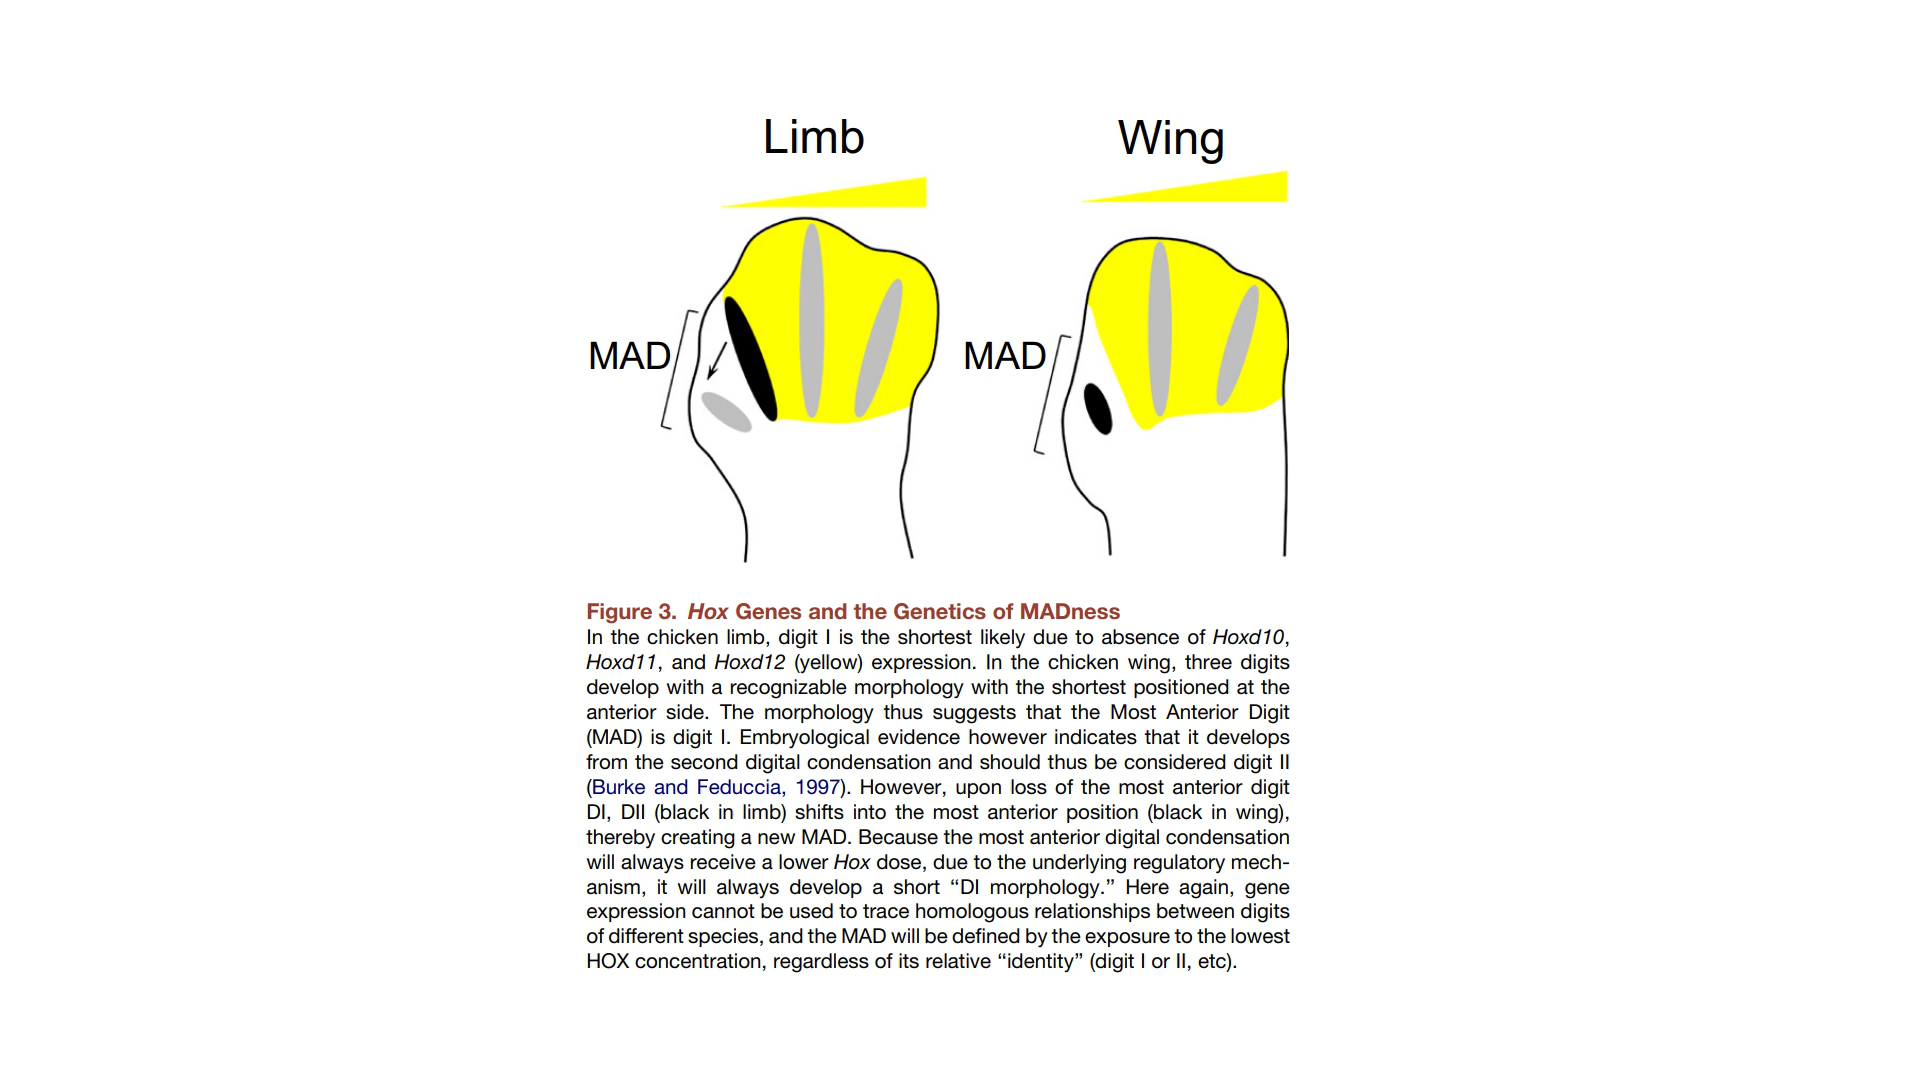 Limb
Wing
MAD
MAD
Figure 3. Hox Genes and the Genetics of MADness
In the chicken limb, digit I is the shortest likely due to absence of Hoxd10,
Hoxd11, and Hoxd12 (yellow) expression. In the chicken wing, three digits
develop with a recognizable morphology with the shortest positioned at the
anterior side. The morphology thus suggests that the Most Anterior Digit
(MAD) is digit I. Embryological evidence however indicates that it develops
from the second digital condensation and should thus be considered digit II
(Burke and Feduccia, 1997). However, upon loss of the most anterior digit
DI, DII (black in limb) shifts into the most anterior position (black in wing),
thereby creating a new MAD. Because the most anterior digital condensation
will always receive a lower Hox dose, due to the underlying regulatory mech-
anism, it will always develop a short “DI morphology.” Here again, gene
expression cannot be used to trace homologous relationships between digits
of different species, and the MAD will be defined by the exposure to the lowest
HOX concentration, regardless of its relative “identity” (digit I or II, etc).